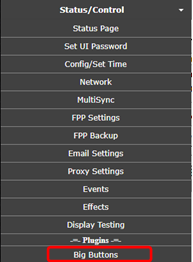 Status/Control
Status Page
Set UI Password
Config/Set Time
Network
MultiSync
FPP Settings
FPP Backup
Email Settings
Proxy Settings
Events
Effects
Display Testing
-=- Plugins -=-
Big Buttons